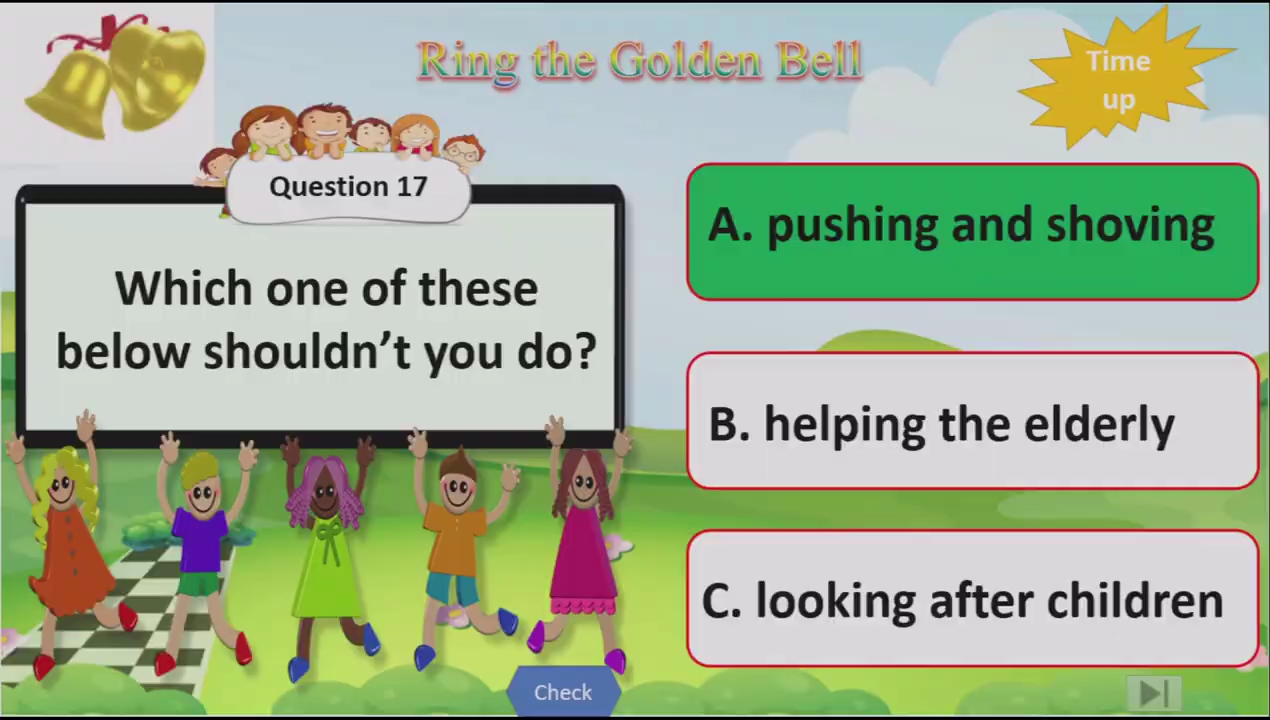 Ring the Golden Bell
Time
up
Question 17
Which one of these
below shouldn’t you do?
A. pushing and shoving
B. helping the elderly
C. looking after children
Check